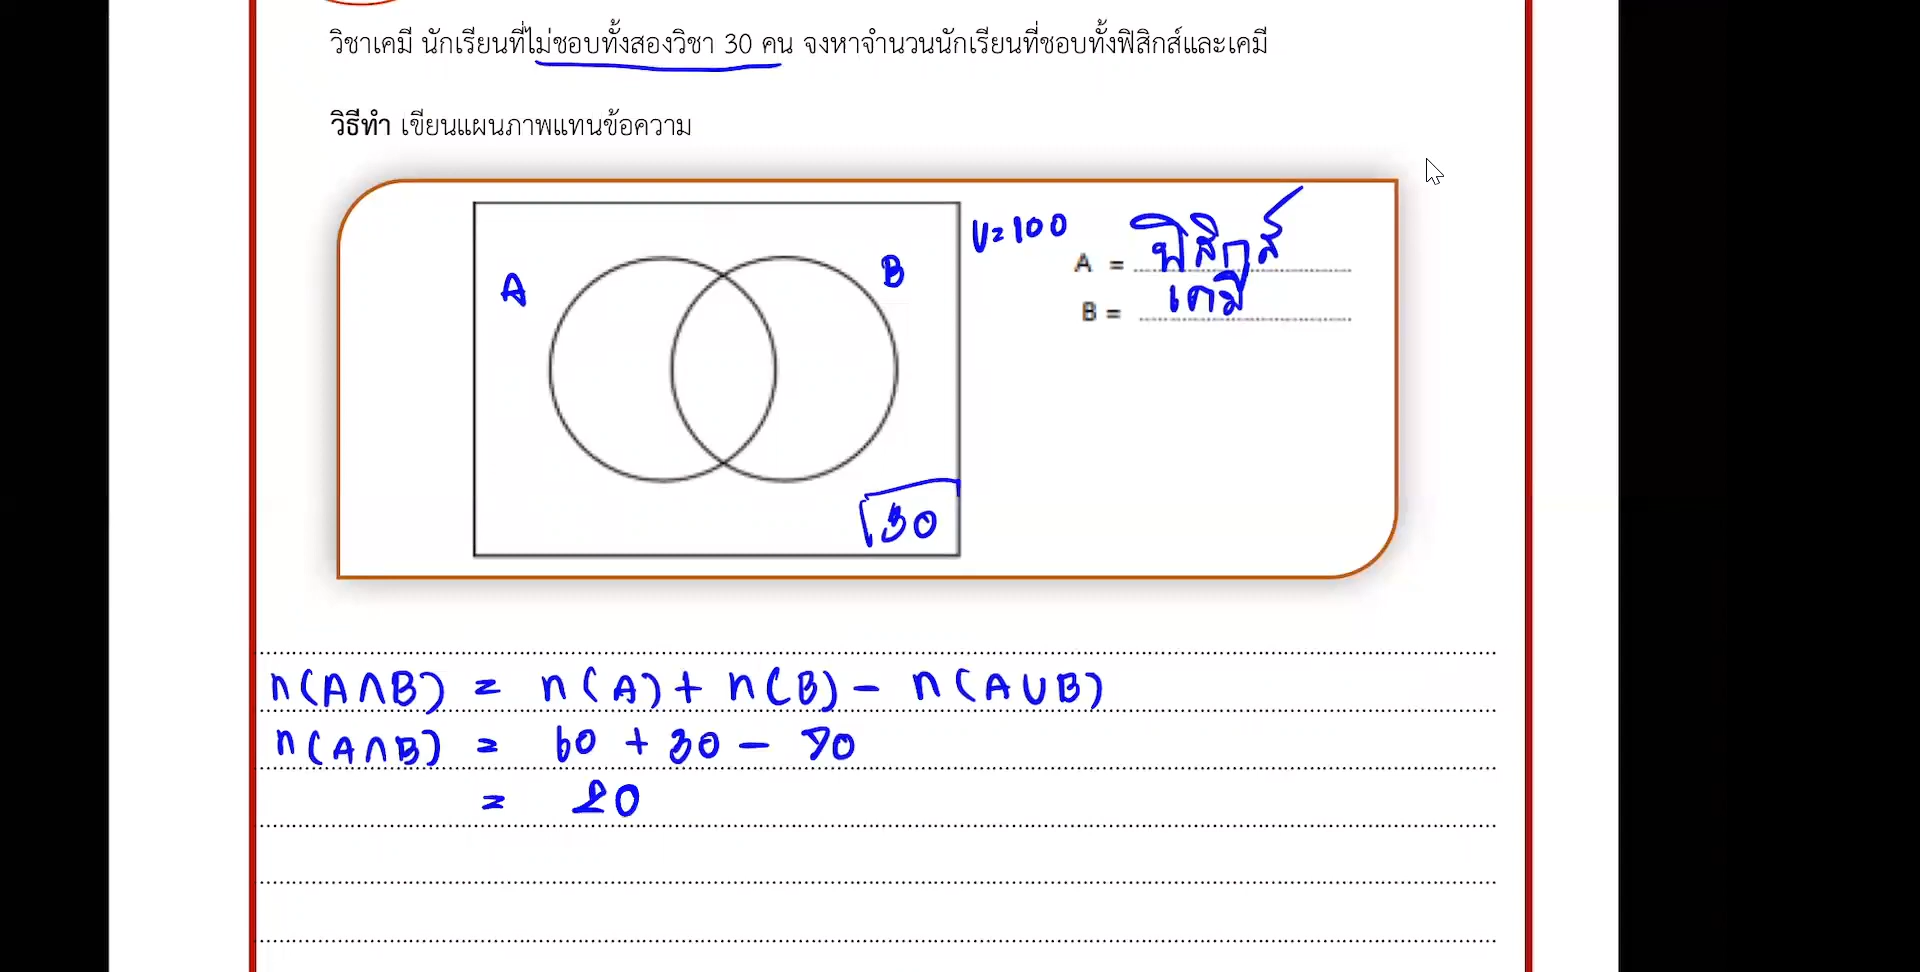 วิชาเคมี นักเรียนที่ไม่ชอบทั้งสองวิชา 30 คน จงหาจำนวนนักเรียนที่ชอบทั้งฟิสิกส์และเคมี
วิธีทำ เขียนแผนภาพแทนข้อความ
A
B
U=100
A = ฟิสิกส์
B = เคมี
30
n(A∩B) = n(A) + n(B) - n(A∪B)
n(A∩B) = 60 + 30 - 70
= 20